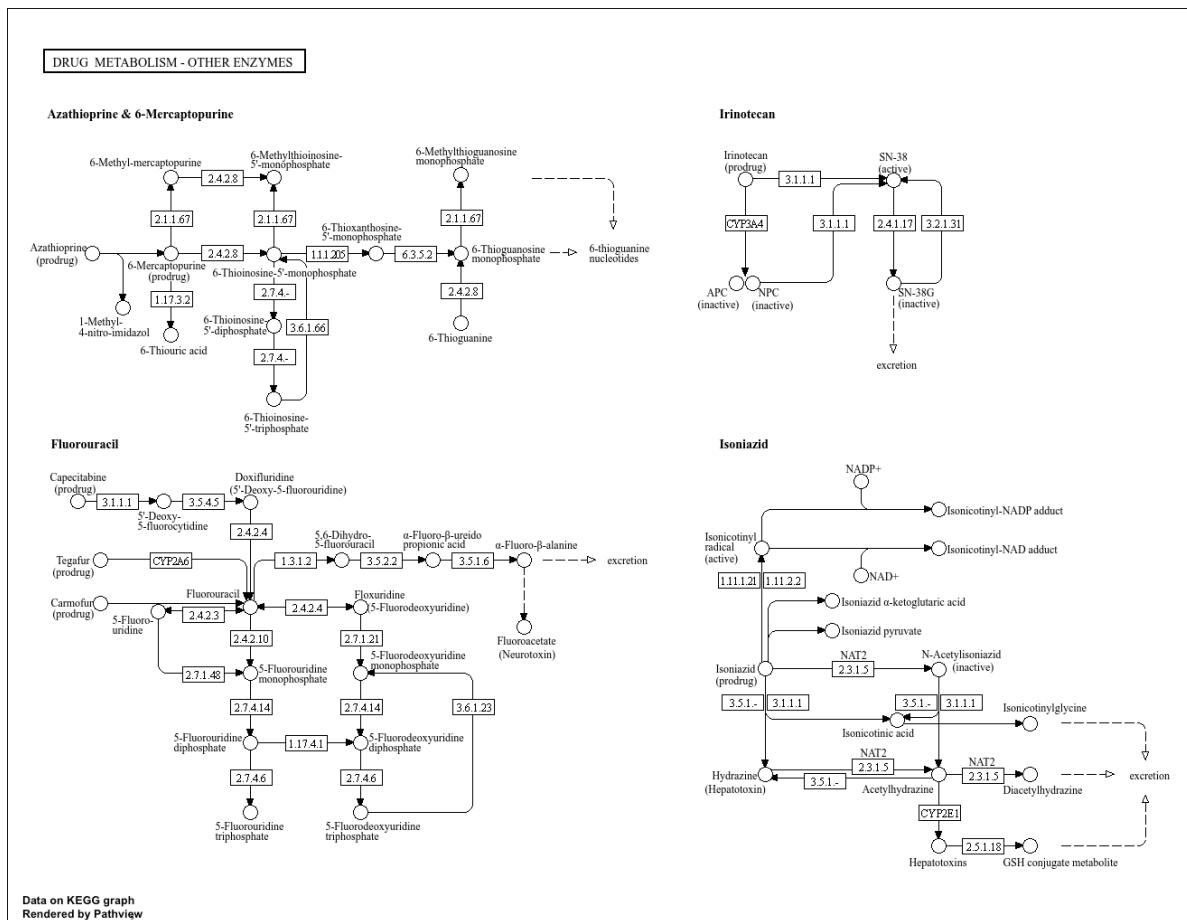 DRUG METABOLISM - OTHER ENZYMES
Azathioprine & 6-Mercaptopurine
6-Methyl-mercaptopurine
2.4.2.8
6-Methylthioinosine-
5'-monophosphate
6-Methylthioguanosine
monophosphate
2.1.1.67
2.1.1.67
2.1.1.67
6-Thioxanthosine-
5'-monophosphate
Azathioprine
(prodrug)
6-Mercaptopurine
(prodrug)
2.4.2.8
6-Thioinosine-5'-monophosphate
1.1.1.205
6.3.5.2
6-Thioguanosine
monophosphate
6-thioguanine
nucleotides
1.17.3.2
2.7.4.-
2.4.2.8
1-Methyl-
4-nitro-imidazol
6-Thioinosine-
5'-diphosphate
3.6.1.66
6-Thioguanine
6-Thiouric acid
2.7.4.-
6-Thioinosine-
5'-triphosphate
Irinotecan
Irinotecan
(prodrug)
3.1.1.1
SN-38
(active)
CYP3A4
3.1.1.1
2.4.1.17
3.2.1.31
APC
(inactive)
NPC
(inactive)
SN-38G
(inactive)
excretion
Fluorouracil
Capecitabine
(prodrug)
3.1.1.1
5'-Deoxy-
5-fluorocytidine
3.5.4.5
Doxifluridine
(5'-Deoxy-5-fluorouridine)
2.4.2.4
Tegafur
(prodrug)
CYP2A6
1.3.1.2
5,6-Dihydro-
5-fluorouracil
3.5.2.2
α-Fluoro-β-ureido
propionic acid
3.5.1.6
α-Fluoro-β-alanine
excretion
Carmofur
(prodrug)
5-Fluoro-
uridine
Fluorouracil
2.4.2.3
2.4.2.4
Floxuridine
(5-Fluorodeoxyuridine)
Fluoroacetate
(Neurotoxin)
2.4.2.10
2.7.1.21
2.7.1.48
5-Fluorouridine
monophosphate
5-Fluorodeoxyuridine
monophosphate
2.7.4.14
2.7.4.14
3.6.1.23
5-Fluorouridine
diphosphate
1.17.4.1
5-Fluorodeoxyuridine
diphosphate
2.7.4.6
2.7.4.6
5-Fluorouridine
triphosphate
5-Fluorodeoxyuridine
triphosphate
Isoniazid
NADP+
Isonicotinyl-NADP adduct
Isonicotinyl
radical
(active)
Isonicotinyl-NAD adduct
NAD+
1.11.1.21
1.11.2.2
Isoniazid α-ketoglutaric acid
Isoniazid pyruvate
Isoniazid
(prodrug)
NAT2
2.3.1.5
N-Acetylisoniazid
(inactive)
3.5.1.-
3.1.1.1
3.5.1.-
3.1.1.1
Isonicotinic acid
Isonicotinylglycine
Hydrazine
(Hepatotoxin)
NAT2
2.3.1.5
3.5.1.-
Acetylhydrazine
NAT2
2.3.1.5
Diacetylhydrazine
excretion
CYP2E1
Hepatotoxins
2.5.1.18
GSH conjugate metabolite
Data on KEGG graph
Rendered by Pathview